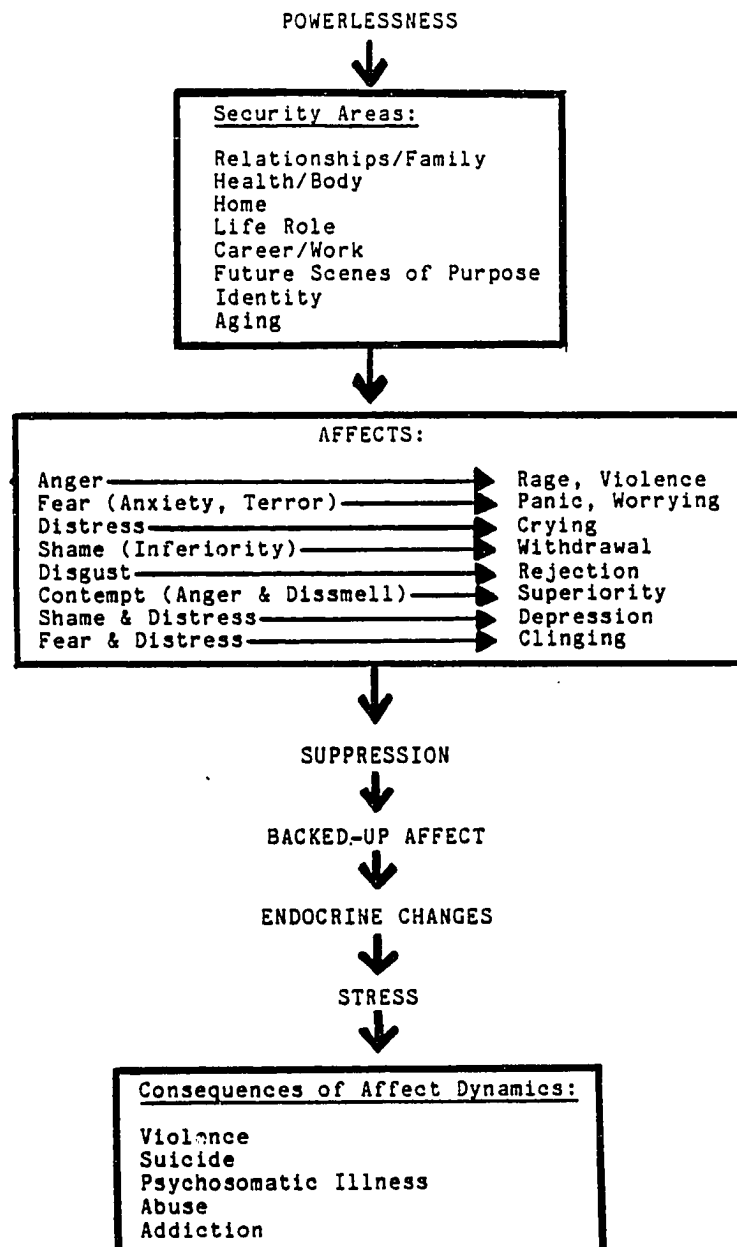 POWERLESSNESS
Security Areas:
Relationships/Family
Health/Body
Home
Life Role
Career/Work
Future Scenes of Purpose
Identity
Aging
AFFECTS:
Anger Rage, Violence
Fear (Anxiety, Terror) Panic, Worrying
Distress Crying
Shame (Inferiority) Withdrawal
Disgust Rejection
Contempt (Anger & Dissmell) Superiority
Shame & Distress Depression
Fear & Distress Clinging
SUPPRESSION
BACKED-UP AFFECT
ENDOCRINE CHANGES
STRESS
Consequences of Affect Dynamics:
Violence
Suicide
Psychosomatic Illness
Abuse
Addiction